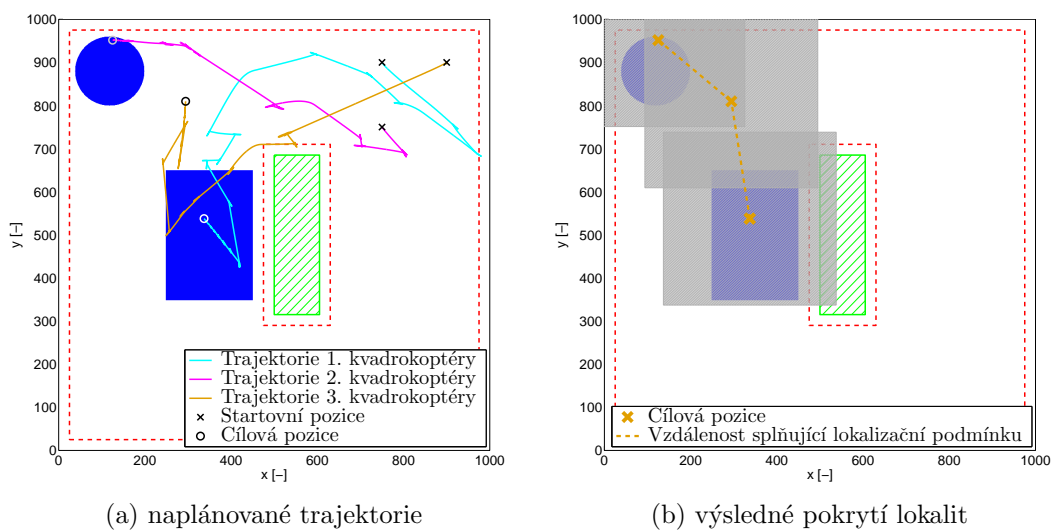 1000
900
800
700
600
500
400
300
200
100
0
y [–]
0 200 400 600 800 1000
x [–]
Trajektorie 1. kvadrokoptéry
Trajektorie 2. kvadrokoptéry
Trajektorie 3. kvadrokoptéry
Startovní pozice
Cílová pozice
(a) naplánované trajektorie
1000
900
800
700
600
500
400
300
200
100
0
y [–]
0 200 400 600 800 1000
x [–]
Cílová pozice
Vzdálenost splňující lokalizační podmínku
(b) výsledné pokrytí lokalit